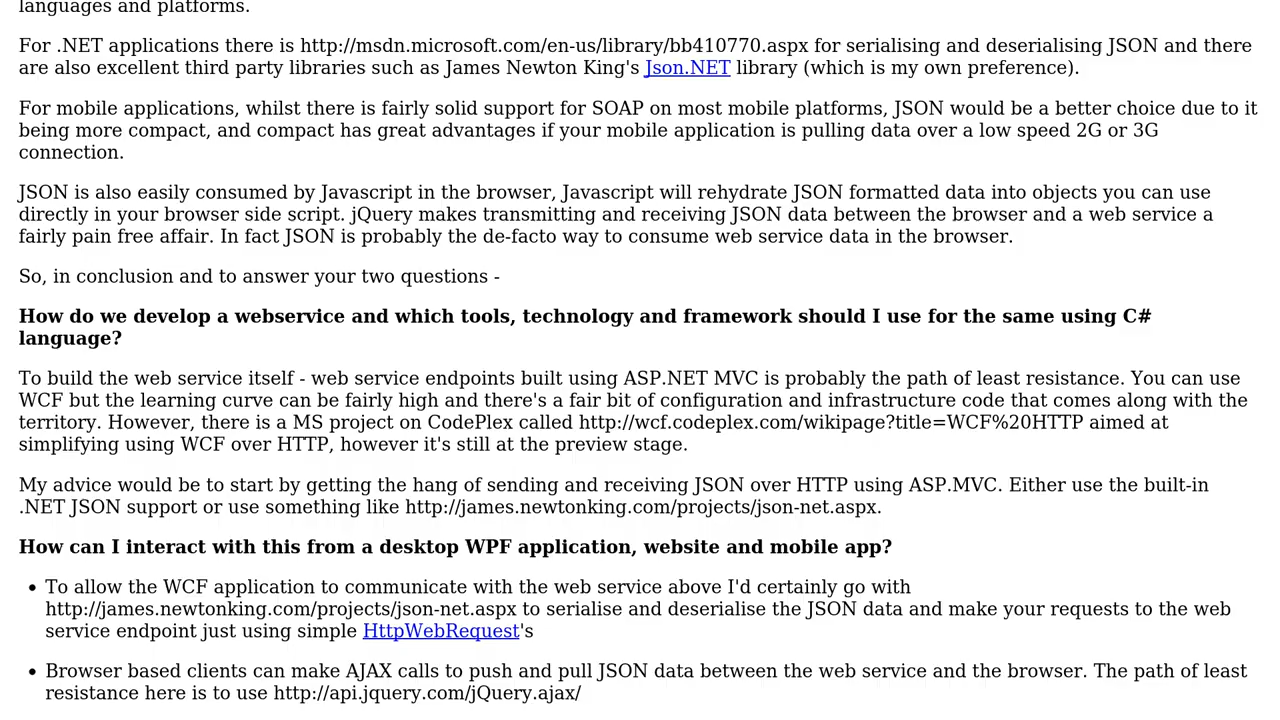 languages and platforms.
For .NET applications there is http://msdn.microsoft.com/en-us/library/bb410770.aspx for serialising and deserialising JSON and there
are also excellent third party libraries such as James Newton King's Json.NET library (which is my own preference).
For mobile applications, whilst there is fairly solid support for SOAP on most mobile platforms, JSON would be a better choice due to it
being more compact, and compact has great advantages if your mobile application is pulling data over a low speed 2G or 3G
connection.
JSON is also easily consumed by Javascript in the browser, Javascript will rehydrate JSON formatted data into objects you can use
directly in your browser side script. jQuery makes transmitting and receiving JSON data between the browser and a web service a
fairly pain free affair. In fact JSON is probably the de-facto way to consume web service data in the browser.
So, in conclusion and to answer your two questions -
How do we develop a webservice and which tools, technology and framework should I use for the same using C#
language?
To build the web service itself - web service endpoints built using ASP.NET MVC is probably the path of least resistance. You can use
WCF but the learning curve can be fairly high and there's a fair bit of configuration and infrastructure code that comes along with the
territory. However, there is a MS project on CodePlex called http://wcf.codeplex.com/wikipage?title=WCF%20HTTP aimed at
simplifying using WCF over HTTP, however it's still at the preview stage.
My advice would be to start by getting the hang of sending and receiving JSON over HTTP using ASP.MVC. Either use the built-in
.NET JSON support or use something like http://james.newtonking.com/projects/json-net.aspx.
How can I interact with this from a desktop WPF application, website and mobile app?
• To allow the WCF application to communicate with the web service above I'd certainly go with
http://james.newtonking.com/projects/json-net.aspx to serialise and deserialise the JSON data and make your requests to the web
service endpoint just using simple HttpWebRequest's
• Browser based clients can make AJAX calls to push and pull JSON data between the web service and the browser. The path of least
resistance here is to use http://api.jquery.com/jQuery.ajax/